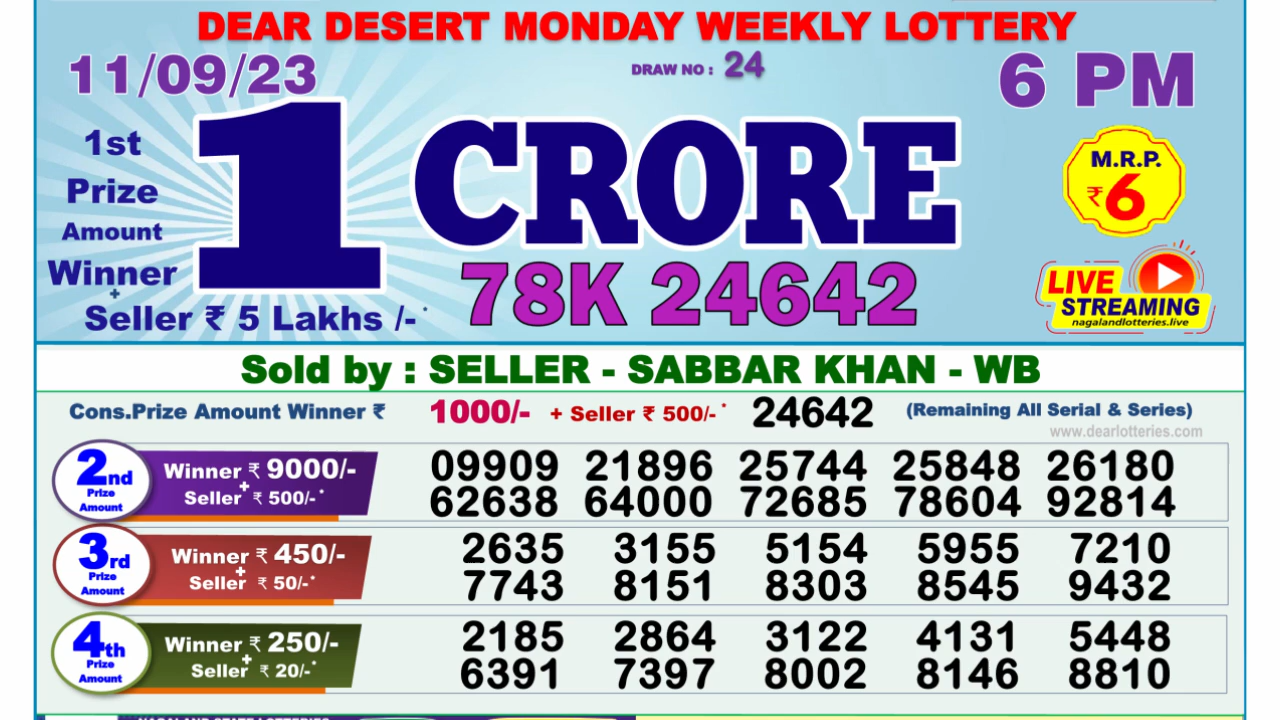 DEAR DESERT MONDAY WEEKLY LOTTERY
11/09/23
DRAW NO : 24
6 PM
1st
Prize
Amount
Winner
+
Seller ₹ 5 Lakhs /- *
1 CRORE
78K 24642
M.R.P.
₹6
LIVE
STREAMING
nagalandlotteries.live
Sold by : SELLER - SABBAR KHAN - WB
Cons.Prize Amount Winner ₹ 1000/- + Seller ₹ 500/- * 24642 (Remaining All Serial & Series)
www.dearlotteries.com
2nd
Prize
Amount
Winner ₹ 9000/-
+
Seller ₹ 500/- *
09909 21896 25744 25848 26180
62638 64000 72685 78604 92814
3rd
Prize
Amount
Winner ₹ 450/-
+
Seller ₹ 50/- *
2635 3155 5154 5955 7210
7743 8151 8303 8545 9432
4th
Prize
Amount
Winner ₹ 250/-
+
Seller ₹ 20/- *
2185 2864 3122 4131 5448
6391 7397 8002 8146 8810
NAGALAND STATE LOTTERIES